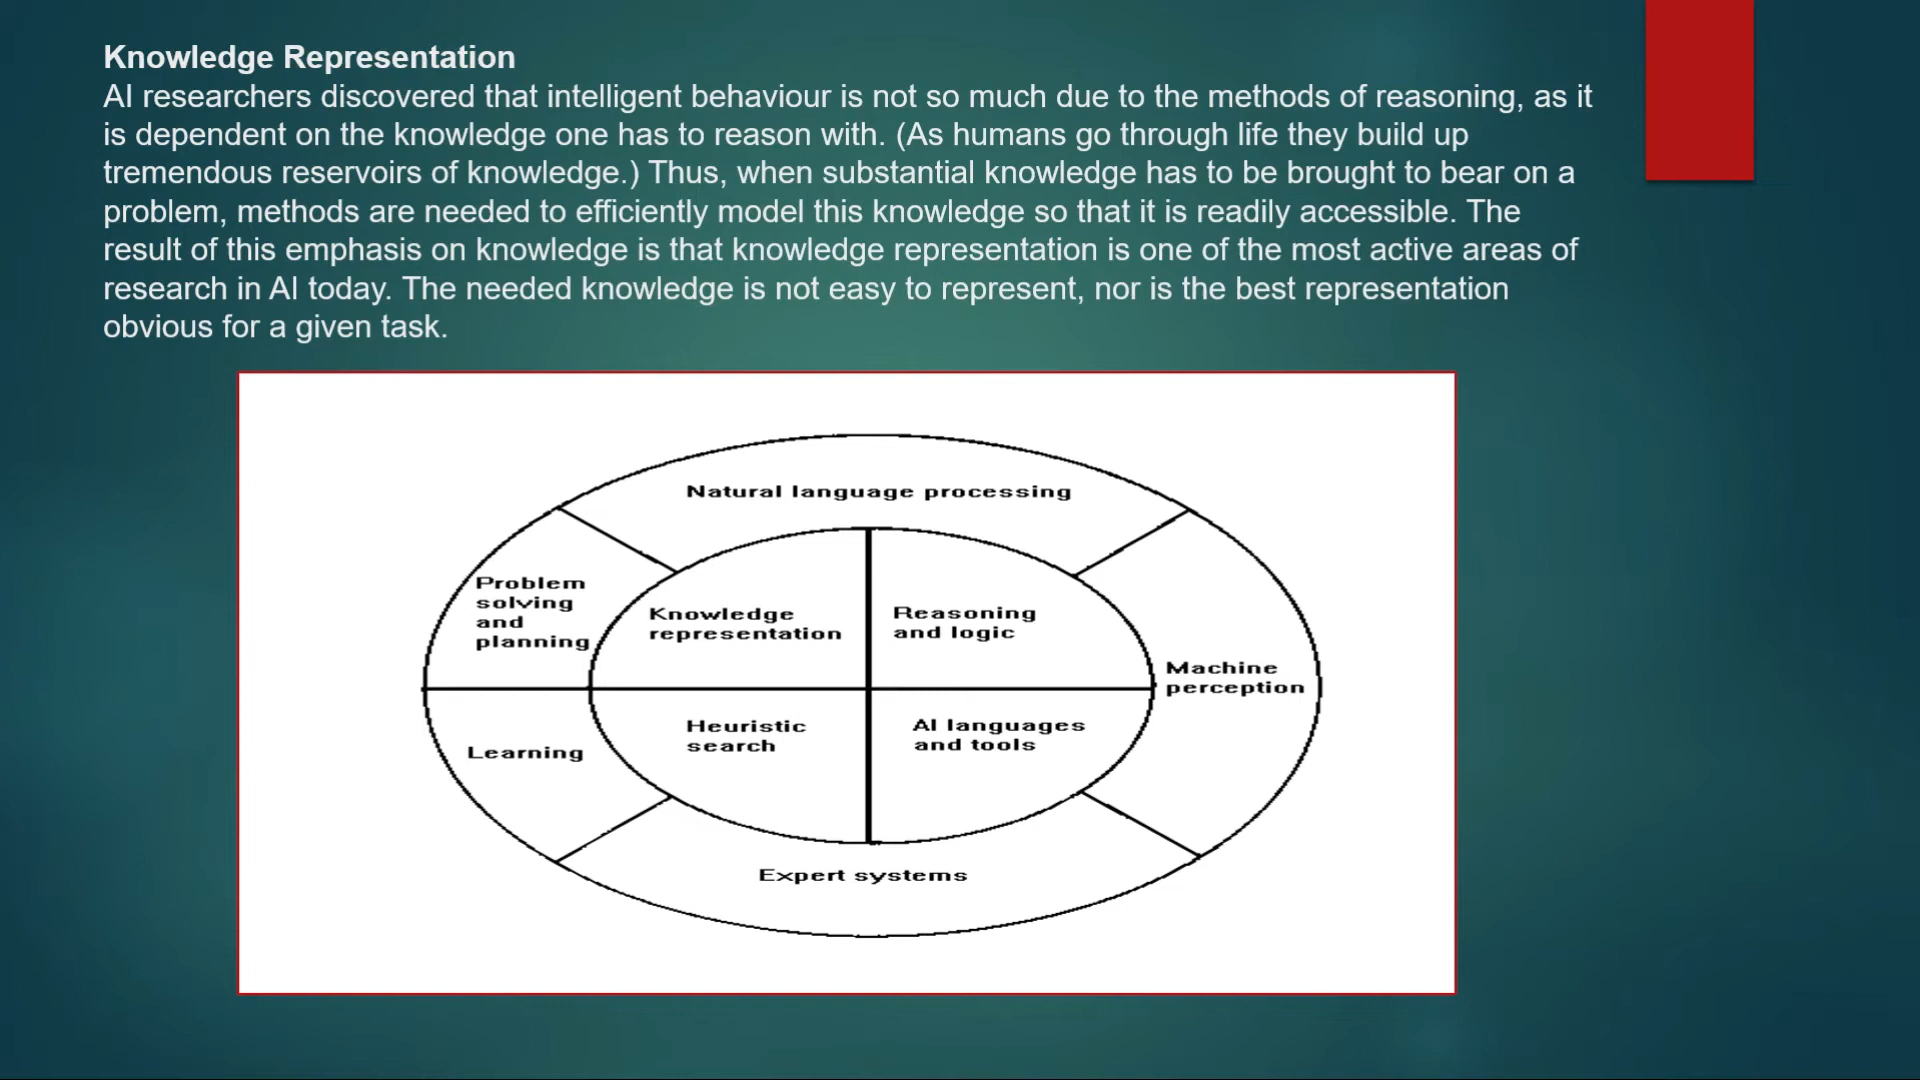 Knowledge Representation
AI researchers discovered that intelligent behaviour is not so much due to the methods of reasoning, as it
is dependent on the knowledge one has to reason with. (As humans go through life they build up
tremendous reservoirs of knowledge.) Thus, when substantial knowledge has to be brought to bear on a
problem, methods are needed to efficiently model this knowledge so that it is readily accessible. The
result of this emphasis on knowledge is that knowledge representation is one of the most active areas of
research in AI today. The needed knowledge is not easy to represent, nor is the best representation
obvious for a given task.
Natural language processing
Problem
solving
and
planning
Knowledge
representation
Reasoning
and logic
Machine
perception
Learning
Heuristic
search
AI languages
and tools
Expert systems